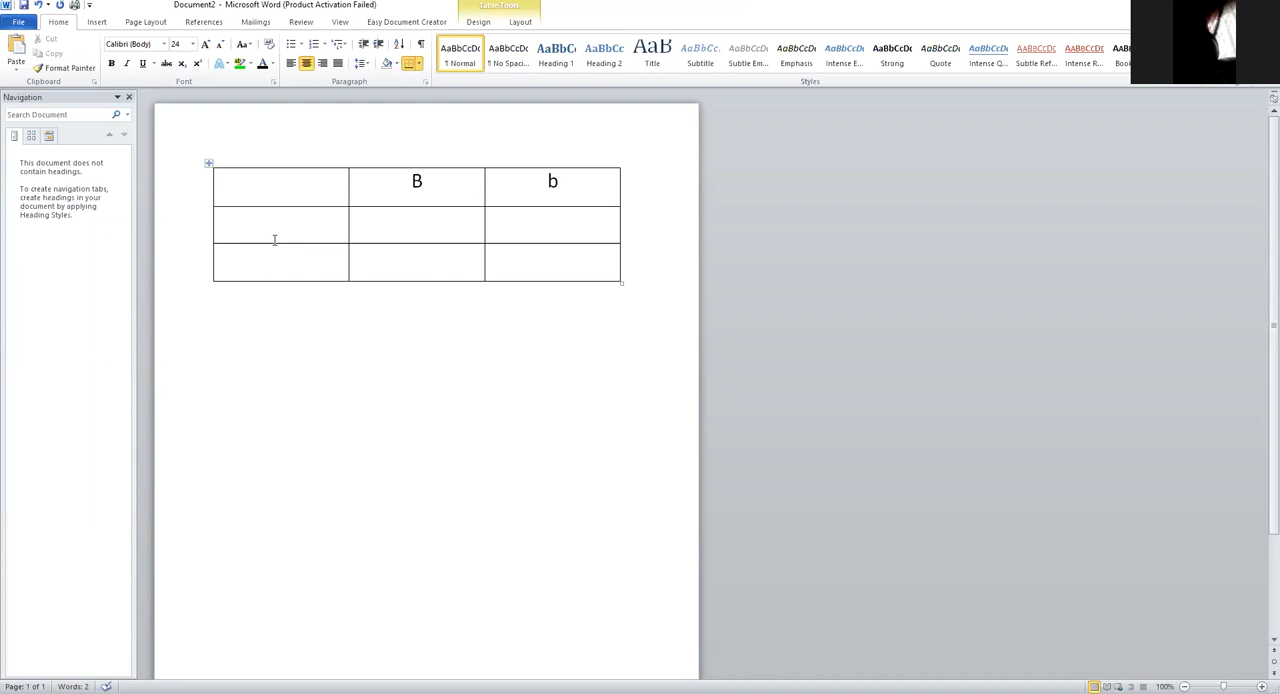 Document2 - Microsoft Word (Product Activation Failed)
Table Tools
File Home Insert Page Layout References Mailings Review View Easy Document Creator Design Layout
Paste
Cut
Copy
Format Painter
Calibri (Body) 24
AaBbCcDc AaBbCcDc AaBbCc AaBbCc AaB AaBbCc. AaBbCcDc AaBbCcDc AaBbCcDc AaBbCcDc AaBbCcDc AaBbCcDc AaBbCcDc AaBbCcDc
¶ Normal ¶ No Spaci... Heading 1 Heading 2 Title Subtitle Subtle Em... Emphasis Intense E... Strong Quote Intense Q... Subtle Ref... Intense R...
Clipboard Font Paragraph Styles
Navigation
Search Document
This document does not
contain headings.
To create navigation tabs,
create headings in your
document by applying
Heading Styles.
B b
Page: 1 of 1 Words: 2 100%